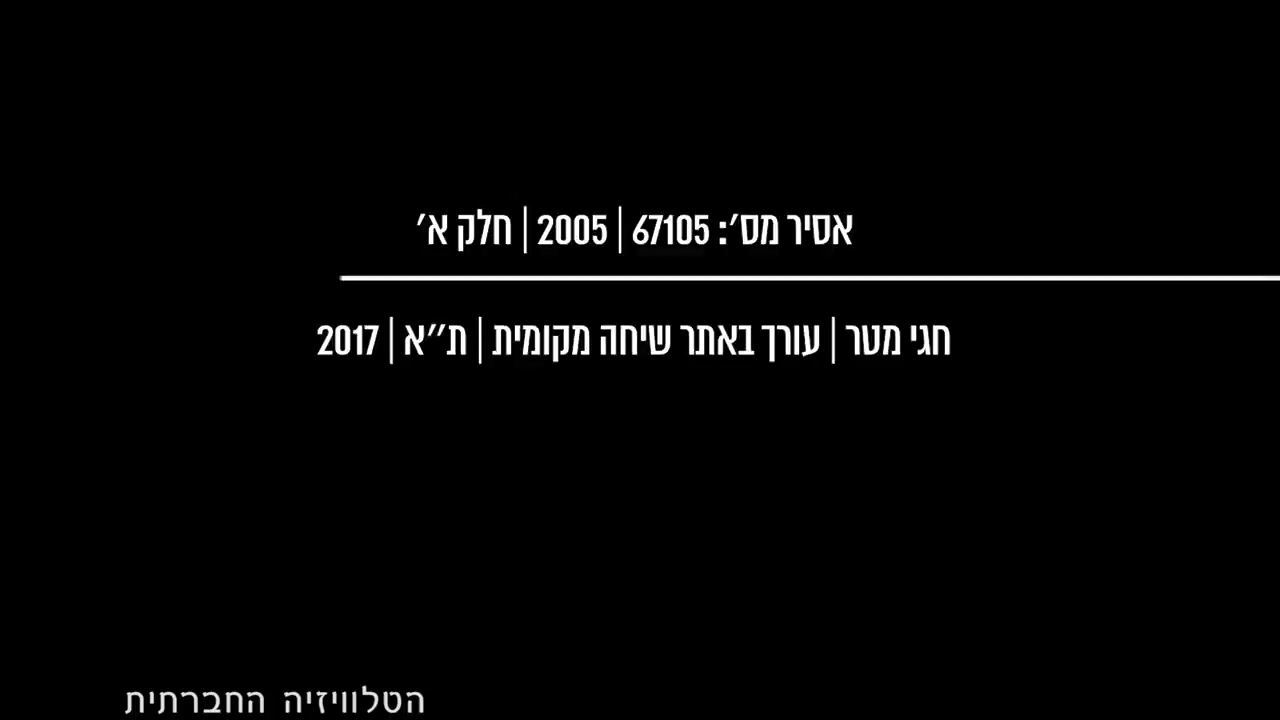 אסיר מס׳: 67105 | 2005 | חלק א׳
חגי מטר | עורך באתר שיחה מקומית | ת״א | 2017
הטלוויזיה החברתית